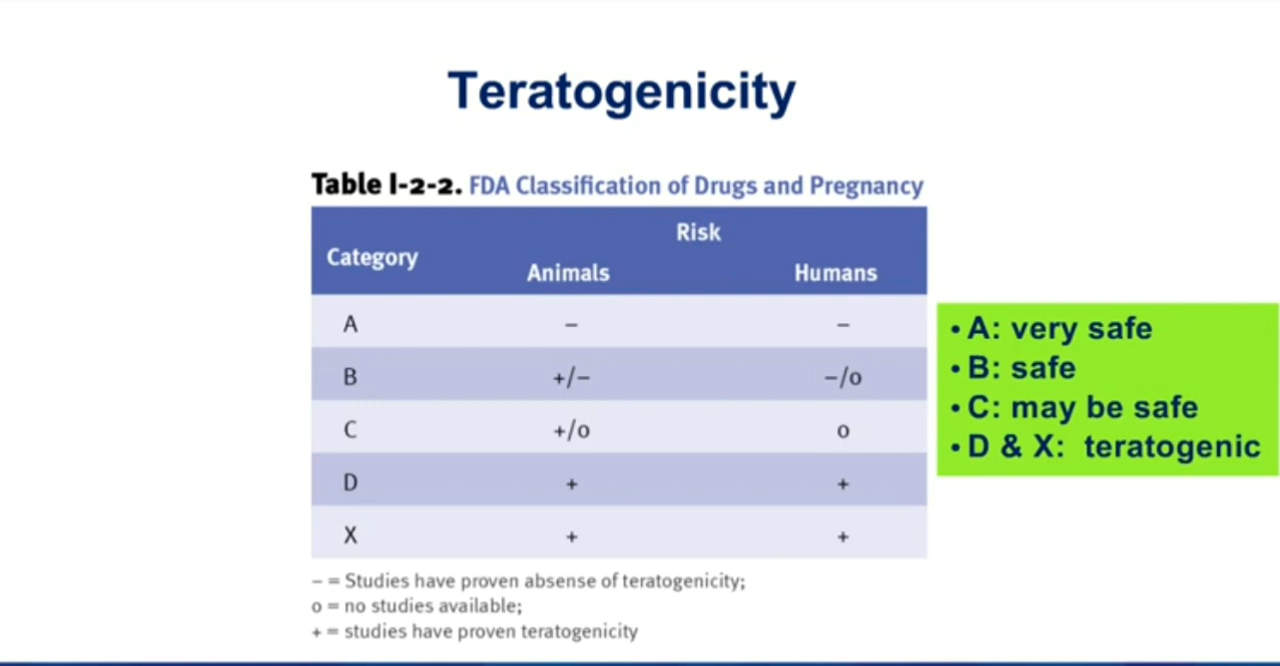 Teratogenicity
Table I-2-2. FDA Classification of Drugs and Pregnancy
Risk
Category
Animals Humans
A – –
B +/– –/o
C +/o o
D + +
X + +
• A: very safe
• B: safe
• C: may be safe
• D & X: teratogenic
– = Studies have proven absense of teratogenicity;
o = no studies available;
+ = studies have proven teratogenicity